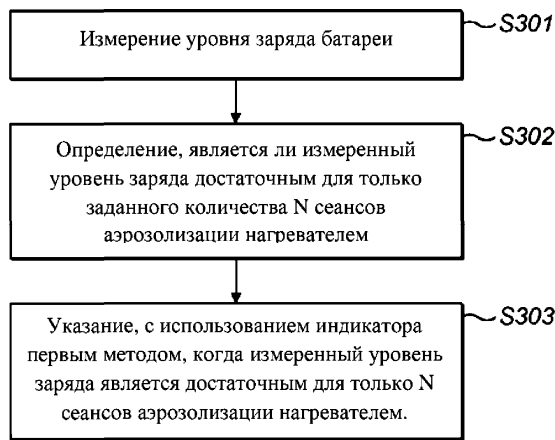 Измерение уровня заряда батареи
S301
Определение, является ли измеренный
уровень заряда достаточным для только
заданного количества N сеансов
аэрозолизации нагревателем
S302
Указание, с использованием индикатора
первым методом, когда измеренный уровень
заряда является достаточным для только N
сеансов аэрозолизации нагревателем.
S303